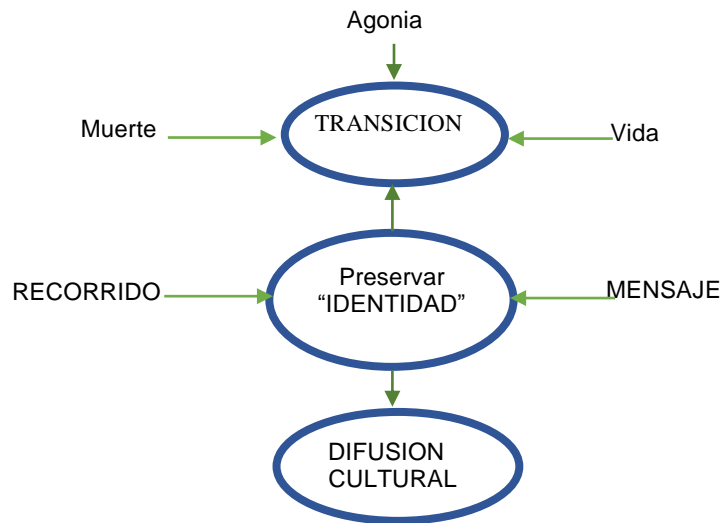 Agonia
TRANSICION
Muerte
Vida
Preservar
“IDENTIDAD”
RECORRIDO
MENSAJE
DIFUSION
CULTURAL